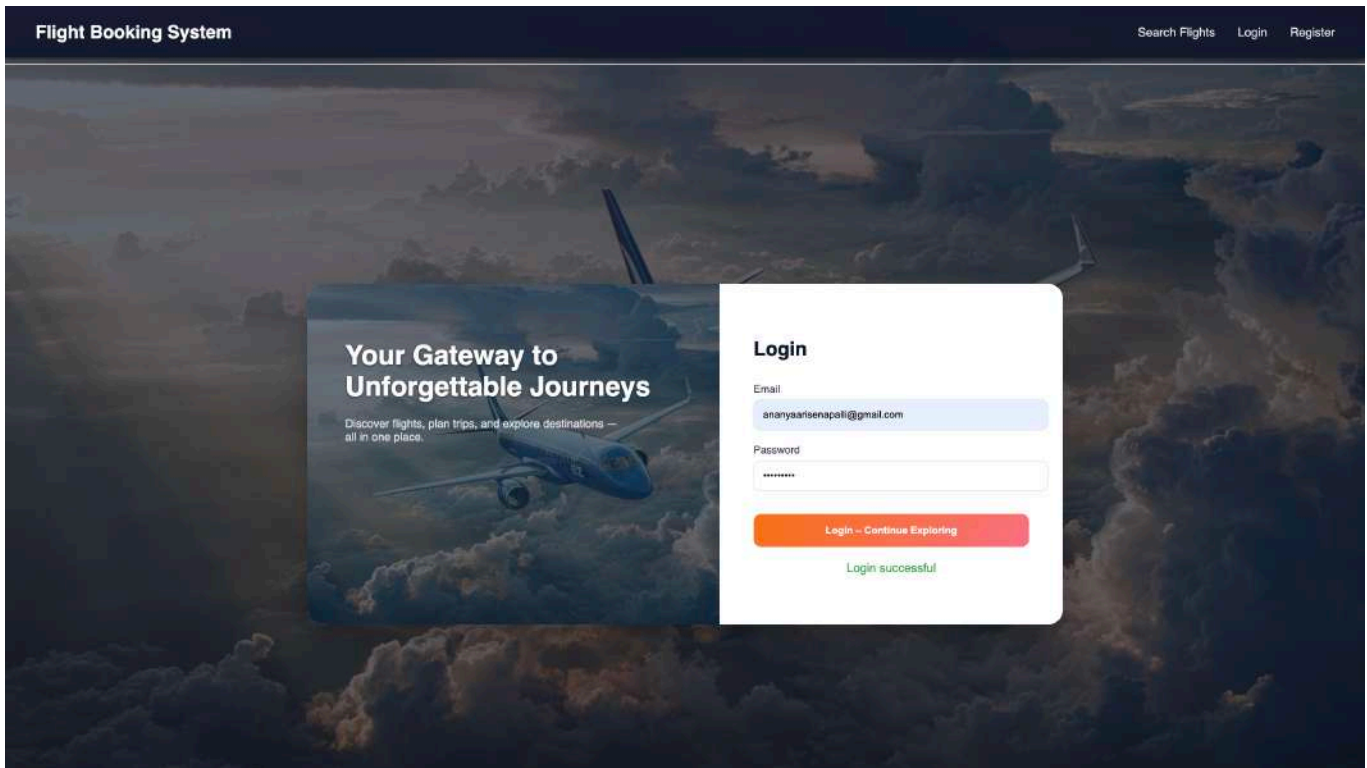 Flight Booking System
Search Flights Login Register
Your Gateway to
Unforgettable Journeys
Discover flights, plan trips, and explore destinations —
all in one place.
Login
Email
ananyaarisenapalli@gmail.com
Password
•••••••••
Login – Continue Exploring
Login successful